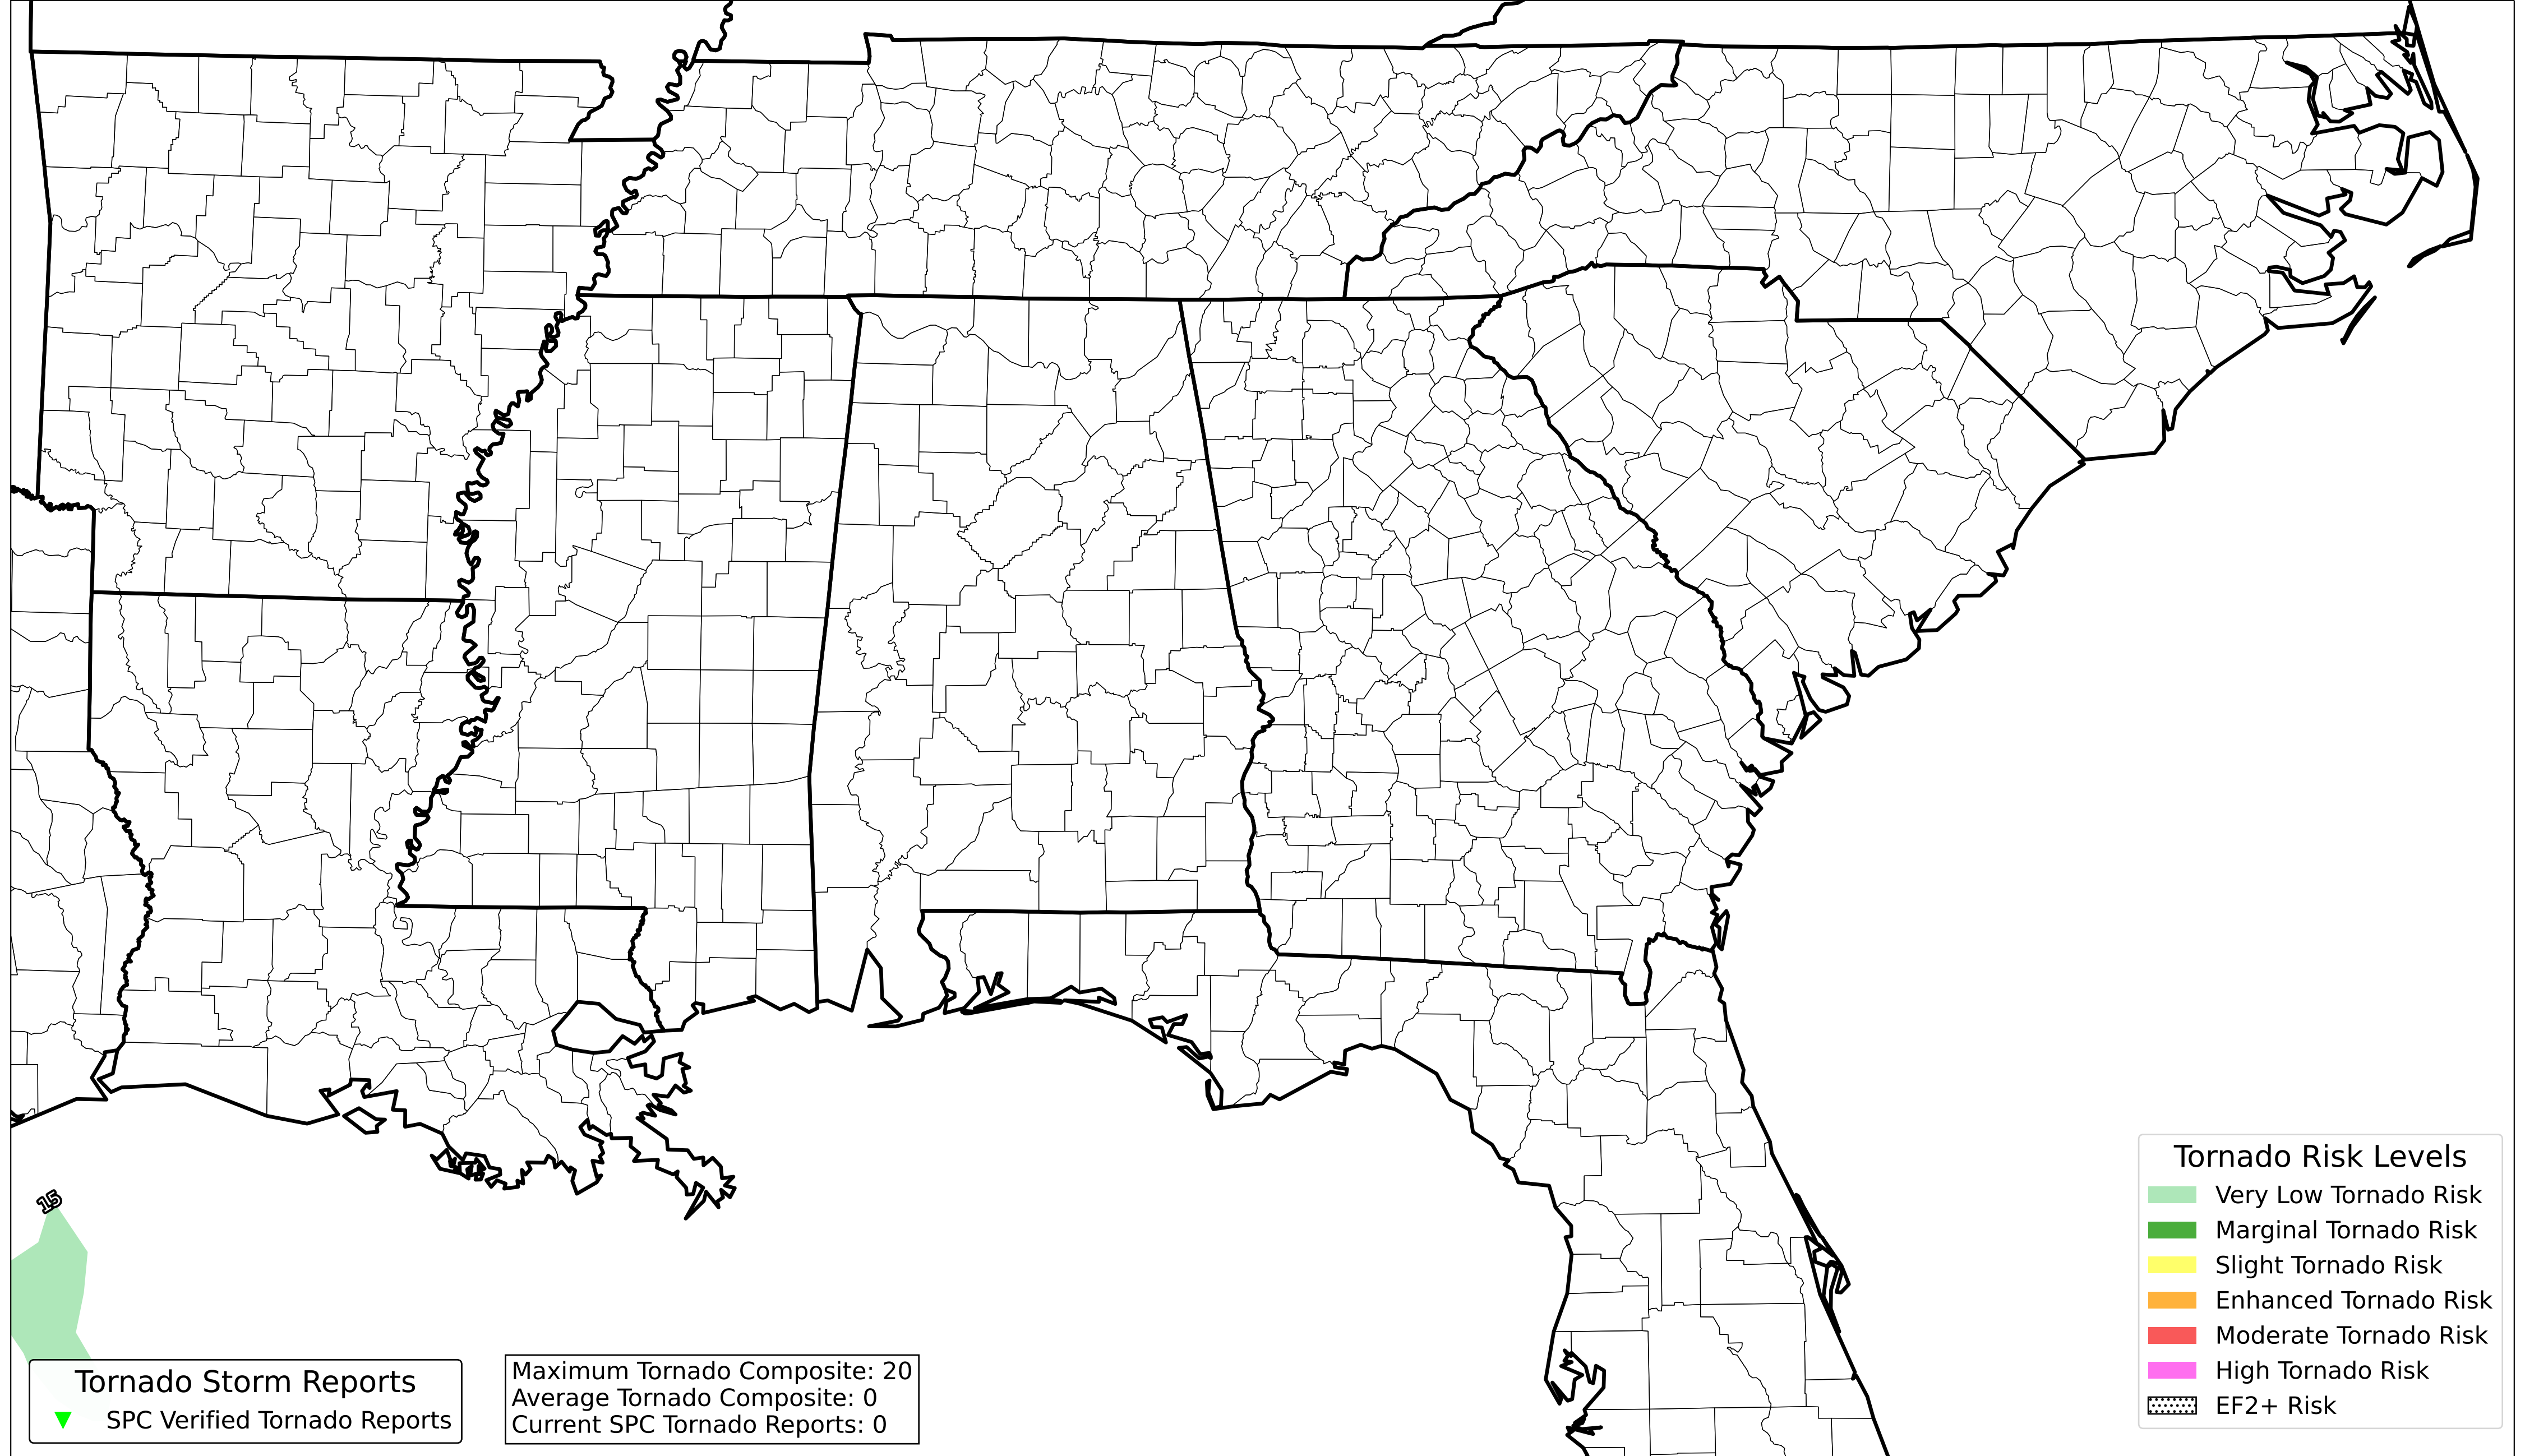 15
Tornado Storm Reports
SPC Verified Tornado Reports
Maximum Tornado Composite: 20
Average Tornado Composite: 0
Current SPC Tornado Reports: 0
Tornado Risk Levels
Very Low Tornado Risk
Marginal Tornado Risk
Slight Tornado Risk
Enhanced Tornado Risk
Moderate Tornado Risk
High Tornado Risk
EF2+ Risk